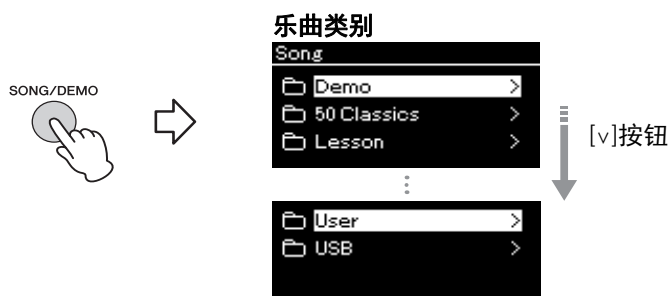 乐曲类别
Song
SONG/DEMO
Demo >
50 Classics >
Lesson >
[∨]按钮
User >
USB >